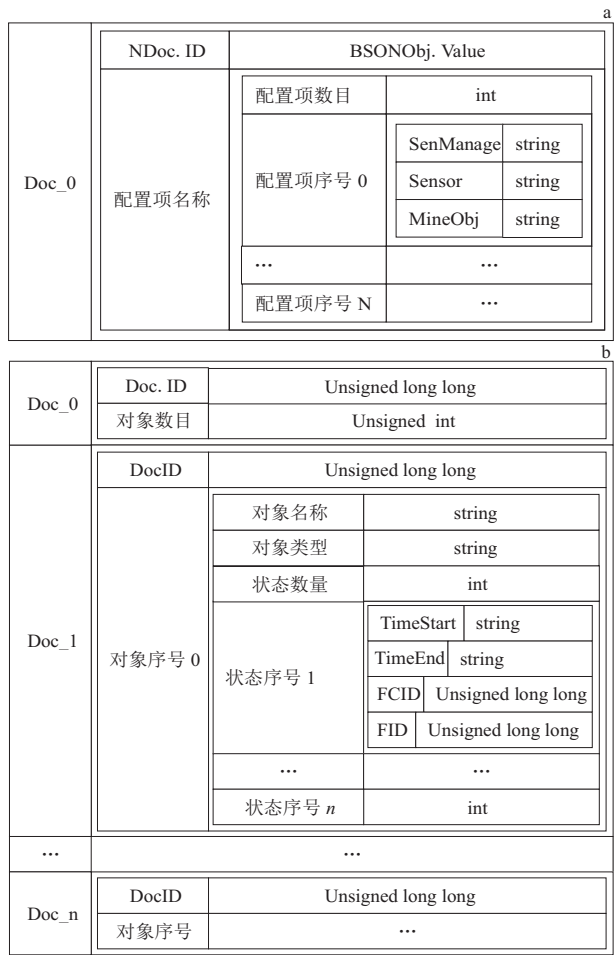 a
NDoc. ID BSONObj. Value
配置项数目 int
SenManage string
Doc_0 配置项名称 配置项序号 0 Sensor string
MineObj string
… …
配置项序号 N …
b
Doc_0 Doc. ID Unsigned long long
对象数目 Unsigned int
DocID Unsigned long long
对象名称 string
对象类型 string
状态数量 int
TimeStart string
Doc_1 对象序号 0 状态序号 1 TimeEnd string
FCID Unsigned long long
FID Unsigned long long
… …
状态序号 n int
… …
Doc_n DocID Unsigned long long
对象序号 …